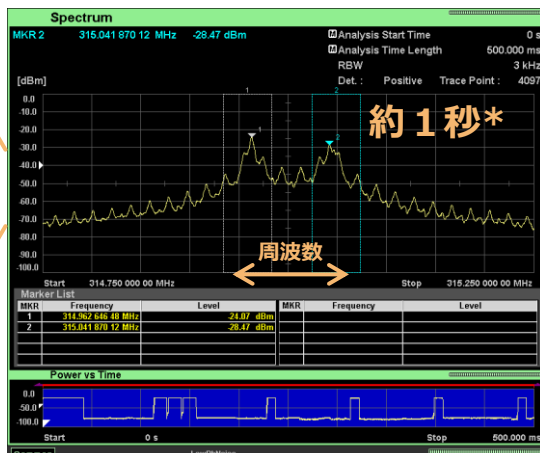 Spectrum
MKR 2 315.041 870 12 MHz -28.47 dBm
Analysis Start Time 0 s
Analysis Time Length 500.000 ms
RBW 3 kHz
[dBm] Det. : Positive Trace Point : 4097
0.0
-10.0
-20.0
-30.0
-40.0
-50.0
-60.0
-70.0
-80.0
-90.0
-100.0
1
2
約1秒*
1
2
周波数
Start 314.750 000 00 MHz Stop 315.250 000 00 MHz
Marker List
MKR Frequency Level MKR Frequency Level
1 314.962 646 48 MHz -24.07 dBm
2 315.041 870 12 MHz -28.47 dBm
Power vs Time
0.0
-50.0
-100.0
Start 0 s Stop 500.000 ms